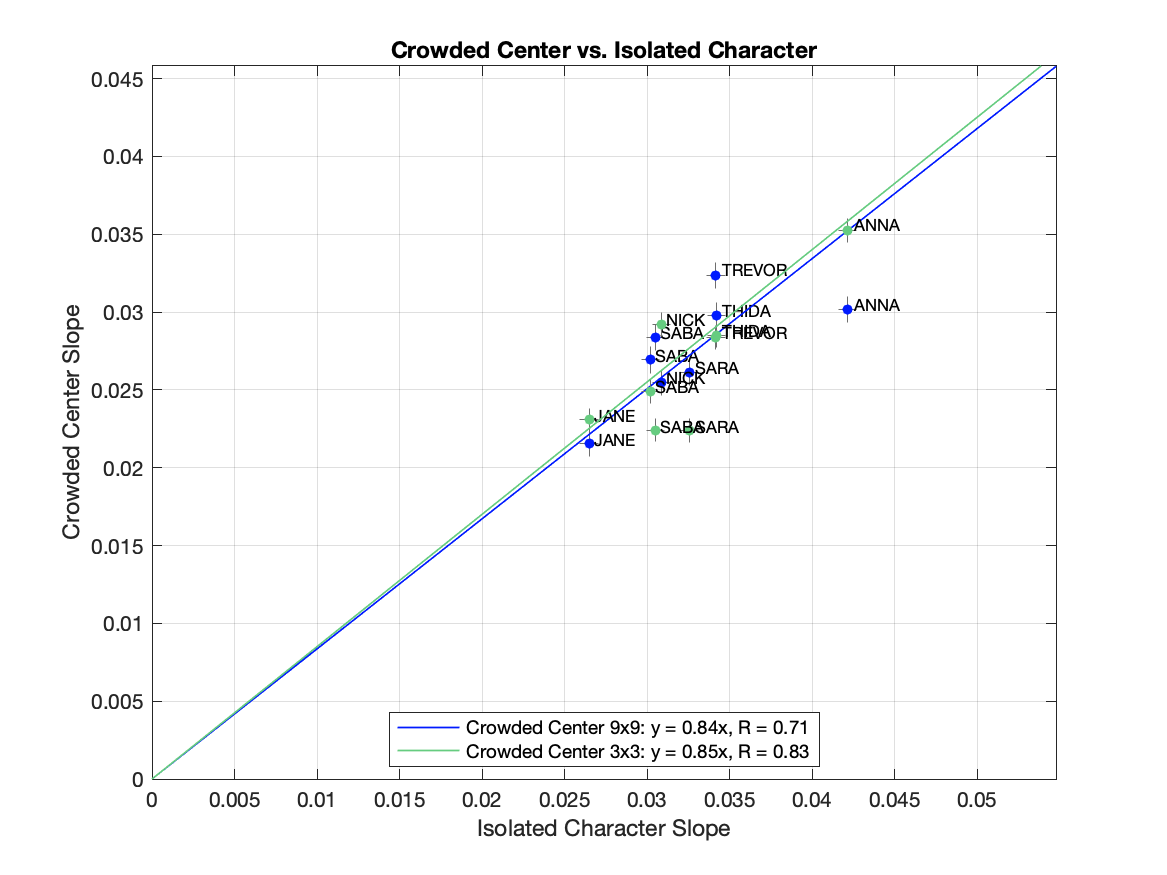 Crowded Center vs. Isolated Character
0.045
0.04
0.035
0.03
0.025
0.02
0.015
0.01
0.005
0
Crowded Center Slope
ANNA
TREVOR
ANNA
THIDA
NICK
THIDA
TREVOR
SABA
SABA
SARA
NICK
SABA
JANE
SABA
SARA
JANE
Crowded Center 9x9: y = 0.84x, R = 0.71
Crowded Center 3x3: y = 0.85x, R = 0.83
0 0.005 0.01 0.015 0.02 0.025 0.03 0.035 0.04 0.045 0.05
Isolated Character Slope